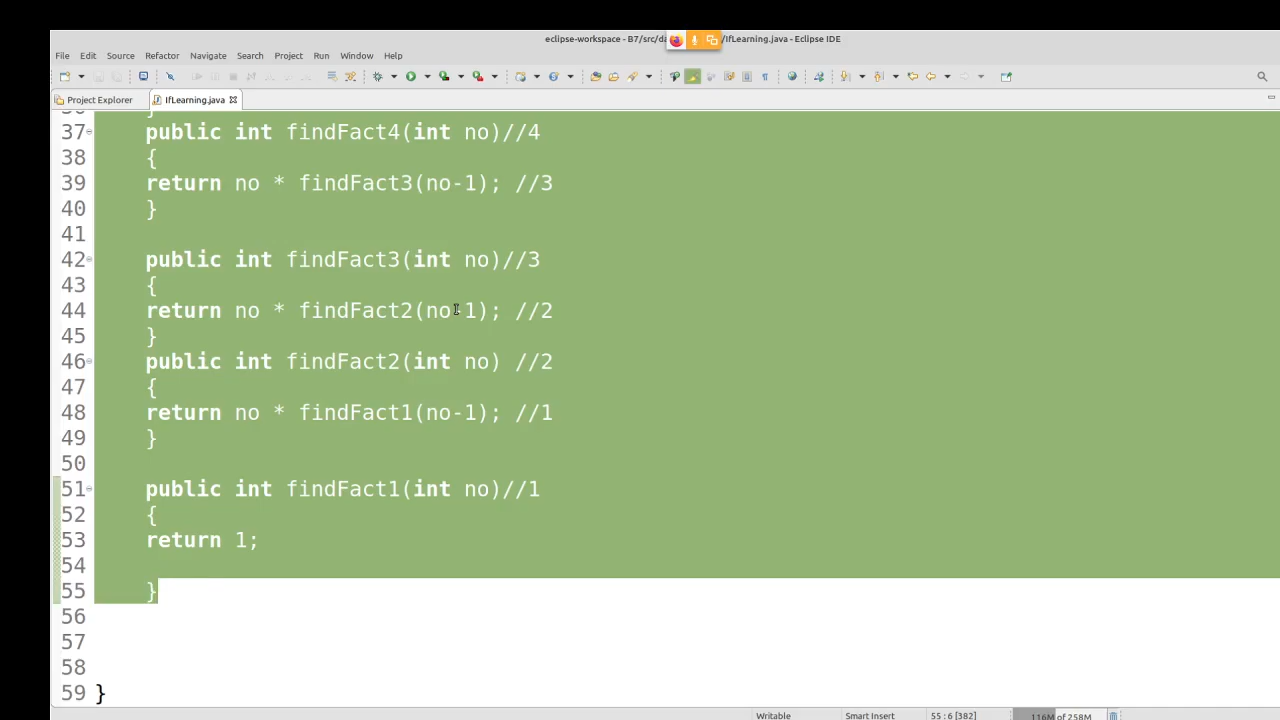 eclipse-workspace - B7/src/da /IfLearning.java - Eclipse IDE
File Edit Source Refactor Navigate Search Project Run Window Help
Project Explorer IfLearning.java
37 public int findFact4(int no)//4
38 {
39 return no * findFact3(no-1); //3
40 }
41
42 public int findFact3(int no)//3
43 {
44 return no * findFact2(no-1); //2
45 }
46 public int findFact2(int no) //2
47 {
48 return no * findFact1(no-1); //1
49 }
50
51 public int findFact1(int no)//1
52 {
53 return 1;
54
55 }
56
57
58
59 }
Writable Smart Insert 55 : 6 [382] 116M of 258M